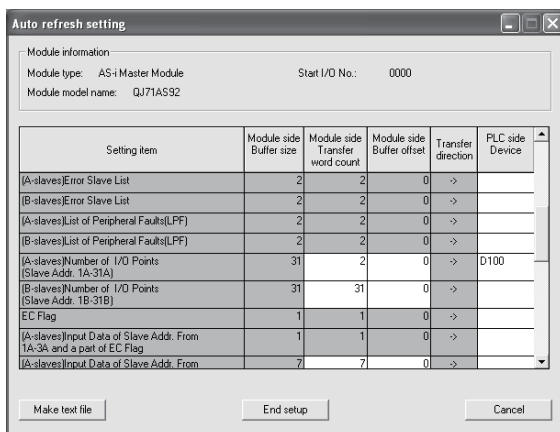 Auto refresh setting
Module information
Module type: AS-i Master Module Start I/O No.: 0000
Module model name: QJ71AS92
Setting item Module side Buffer size Module side Transfer word count Module side Buffer offset Transfer direction PLC side Device
(A-slaves)Error Slave List 2 2 0 ->
(B-slaves)Error Slave List 2 2 0 ->
(A-slaves)List of Peripheral Faults(LPF) 2 2 0 ->
(B-slaves)List of Peripheral Faults(LPF) 2 2 0 ->
(A-slaves)Number of I/O Points 31 2 0 -> D100
(Slave Addr. 1A-31A)
(B-slaves)Number of I/O Points 31 31 0 ->
(Slave Addr. 1B-31B)
EC Flag 1 1 0 ->
(A-slaves)Input Data of Slave Addr. From 1 1 0 ->
1A-3A and a part of EC Flag
(A-slaves)Input Data of Slave Addr. From 7 7 0 ->
Make text file End setup Cancel